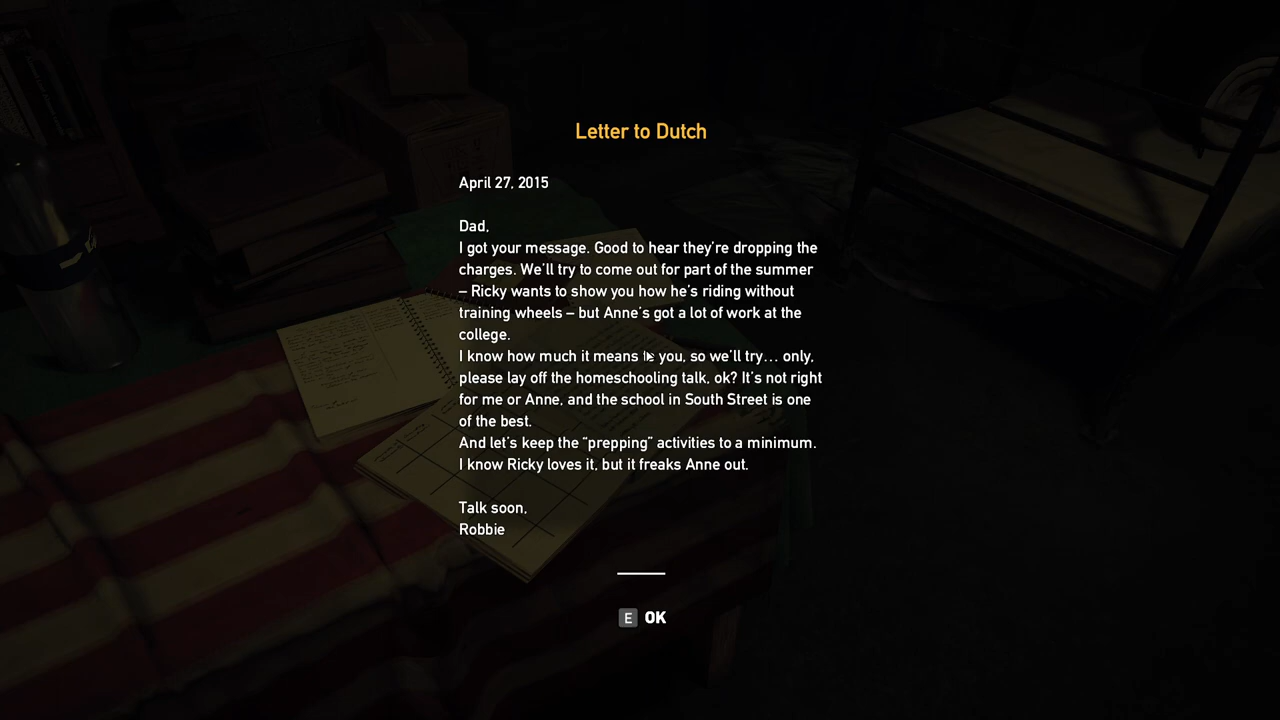 Letter to Dutch
April 27, 2015
Dad,
I got your message. Good to hear they're dropping the
charges. We'll try to come out for part of the summer
– Ricky wants to show you how he's riding without
training wheels – but Anne's got a lot of work at the
college.
I know how much it means to you, so we'll try... only,
please lay off the homeschooling talk, ok? It's not right
for me or Anne, and the school in South Street is one
of the best.
And let's keep the “prepping” activities to a minimum.
I know Ricky loves it, but it freaks Anne out.
Talk soon,
Robbie
E OK